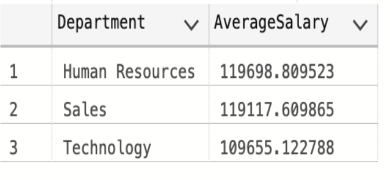 Department AverageSalary
1 Human Resources 119698.809523
2 Sales 119117.609865
3 Technology 109655.122788